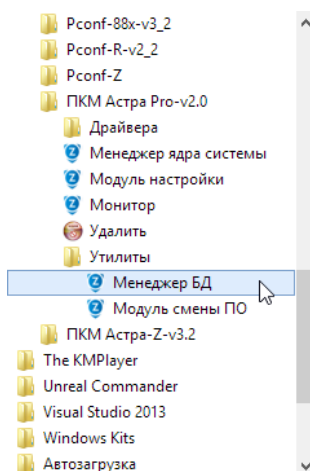 Pconf-88x-v3_2
Pconf-R-v2_2
Pconf-Z
ПКМ Астра Pro-v2.0
Драйвера
Менеджер ядра системы
Модуль настройки
Монитор
Удалить
Утилиты
Менеджер БД
Модуль смены ПО
ПКМ Астра-Z-v3.2
The KMPlayer
Unreal Commander
Visual Studio 2013
Windows Kits
Автозагрузка